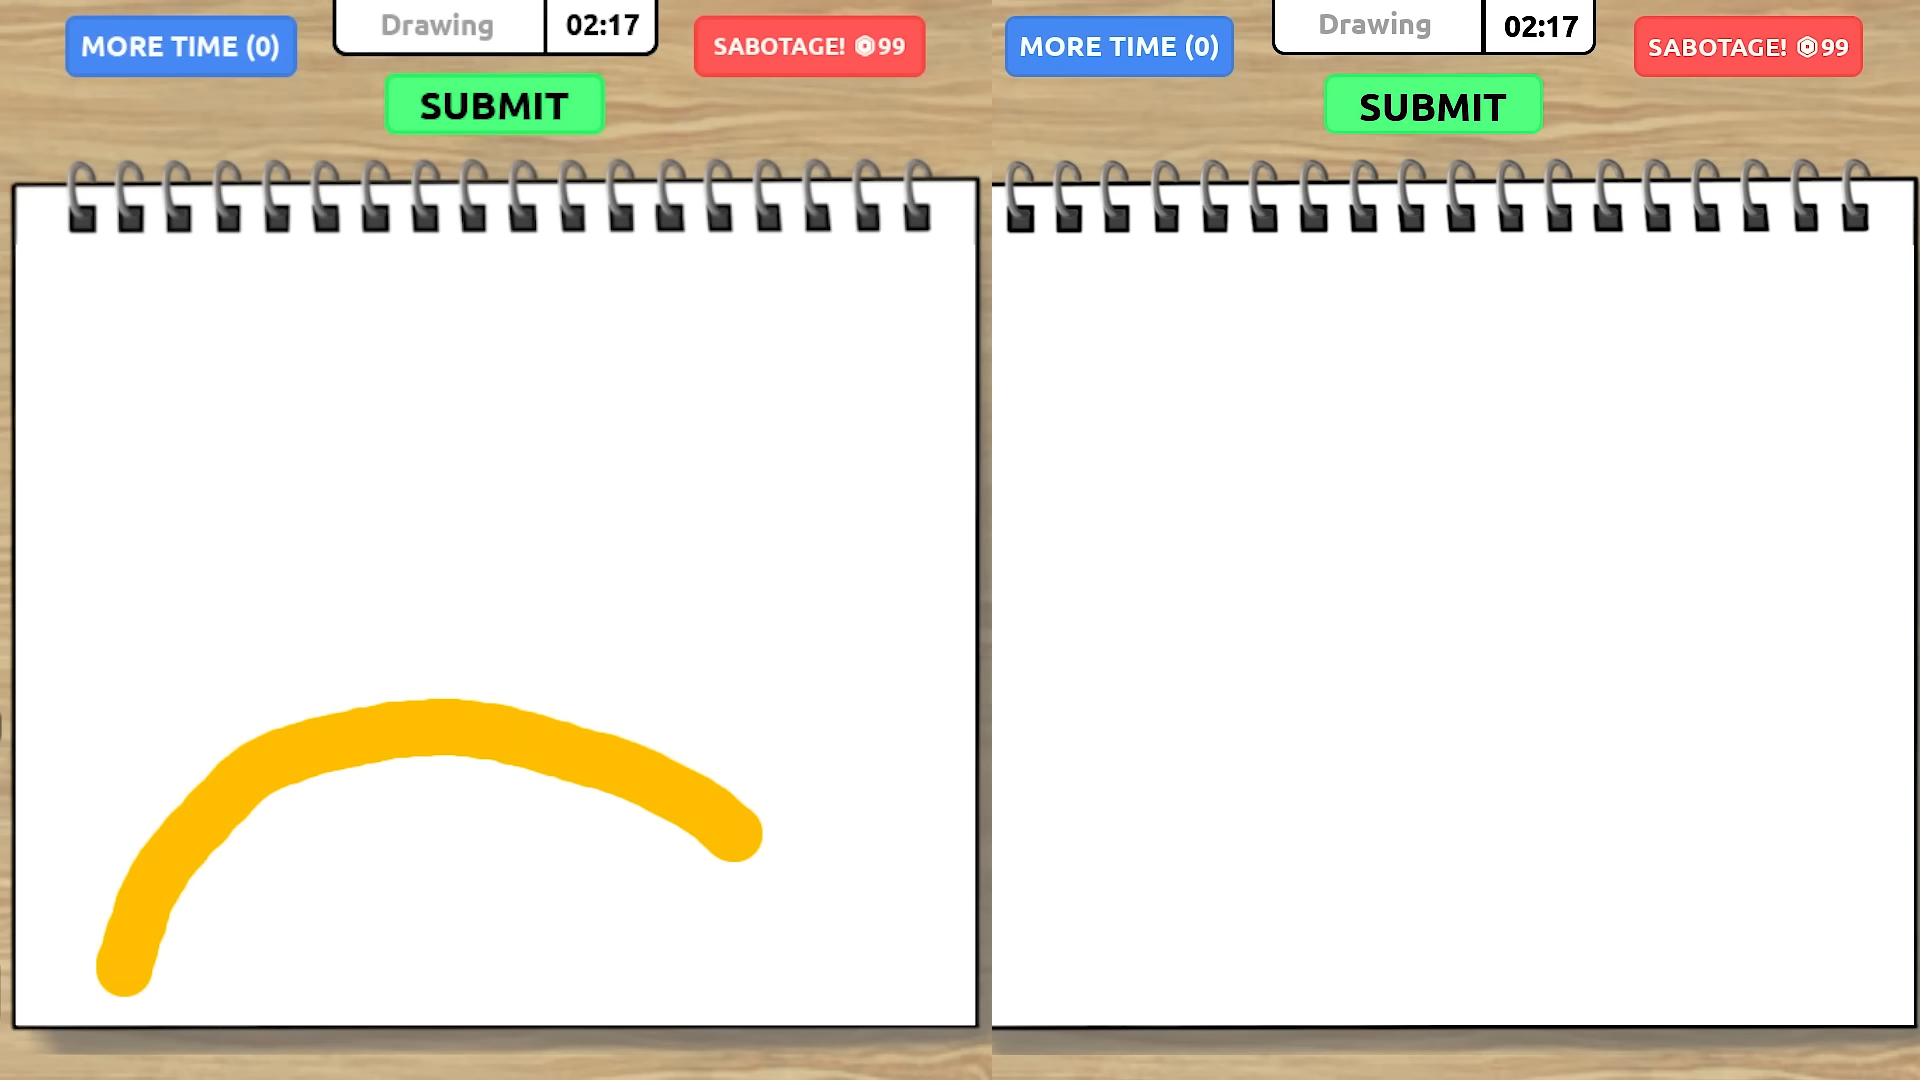 MORE TIME (0)
Drawing
02:17
SABOTAGE! 99
SUBMIT
MORE TIME (0)
Drawing
02:17
SABOTAGE! 99
SUBMIT